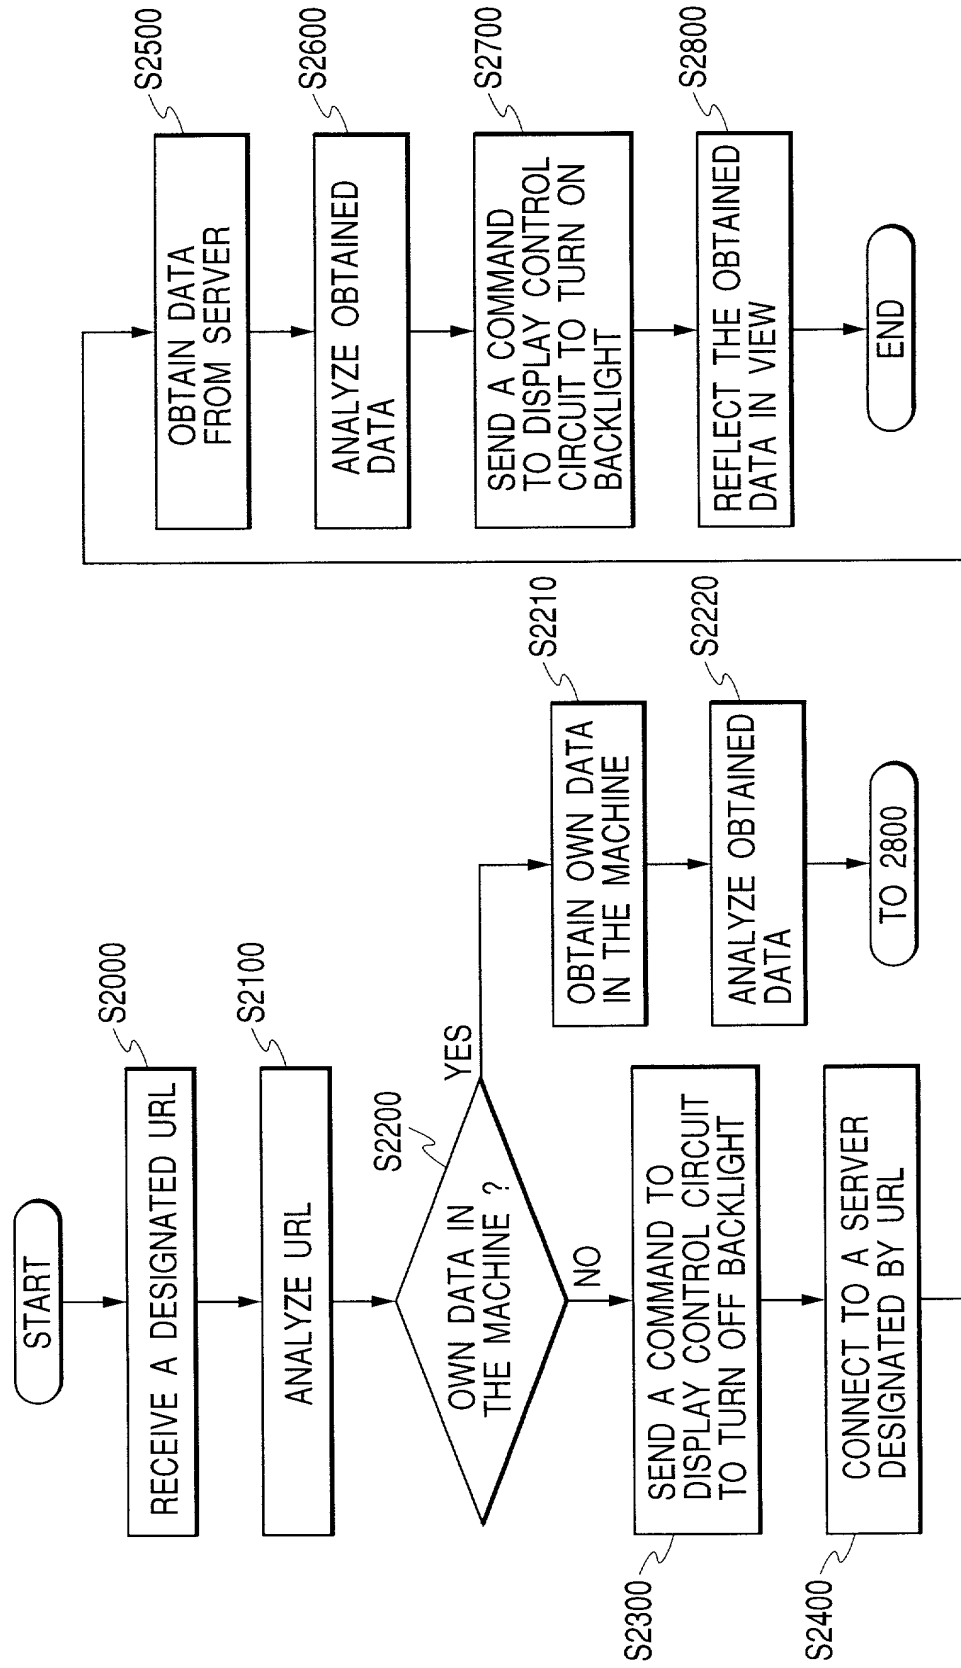 START
RECEIVE A DESIGNATED URL
S2000
ANALYZE URL
S2100
OWN DATA IN
THE MACHINE ?
S2200
YES
NO
OBTAIN OWN DATA
IN THE MACHINE
S2210
ANALYZE OBTAINED
DATA
S2220
TO 2800
SEND A COMMAND TO
DISPLAY CONTROL CIRCUIT
TO TURN OFF BACKLIGHT
S2300
CONNECT TO A SERVER
DESIGNATED BY URL
S2400
OBTAIN DATA
FROM SERVER
S2500
ANALYZE OBTAINED
DATA
S2600
SEND A COMMAND
TO DISPLAY CONTROL
CIRCUIT TO TURN ON
BACKLIGHT
S2700
REFLECT THE OBTAINED
DATA IN VIEW
S2800
END